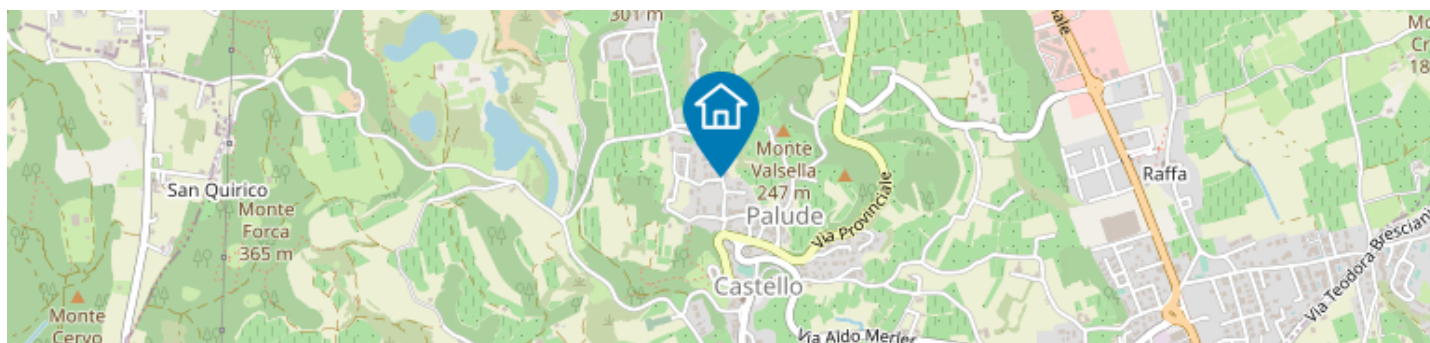 301 m
Monte
Valsella
247 m
Palude
Via Provinciale
Castello
Via Aldo Merler
San Quirico
Monte
Forca
365 m
Monte
Cervo
Raffa
Via Teodora Bresciani